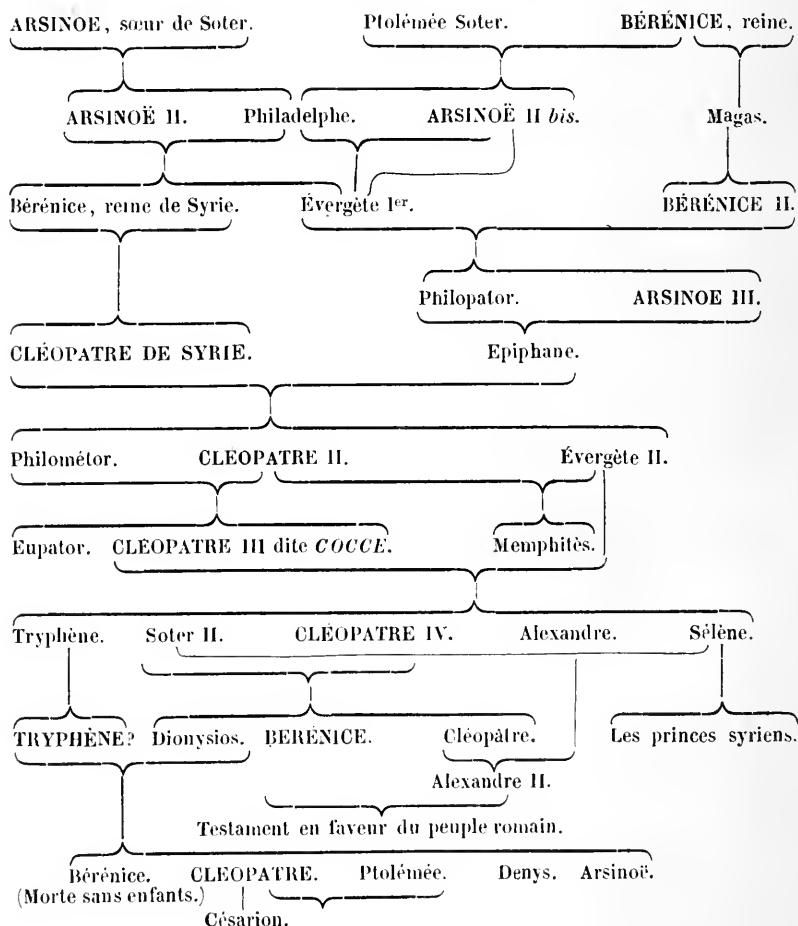 ARSINOE, sœur de Soter. Ptolémée Soter. BÉRÉNICE, reine.
ARSINOË II. Philadelphe. ARSINOË II bis. Magas.
Bérénice, reine de Syrie. Évergète Ier. BÉRÉNICE II.
Philopator. ARSINOE III.
CLÉOPATRE DE SYRIE. Epiphane.
Philométor. CLEOPATRE II. Évergète II.
Eupator. CLEOPATRE III dite COCCE. Memphitès.
Tryphène. Soter II. CLÉOPATRE IV. Alexandre. Sélène.
TRYPHÈNE? Dionysios. BERÉNICE. Cléopâtre. Les princes syriens.
Alexandre II.
Testament en faveur du peuple romain.
Bérénice. CLEOPATRE. Ptolémée. Denys. Arsinoë.
(Morte sans enfants.)
Césarion.